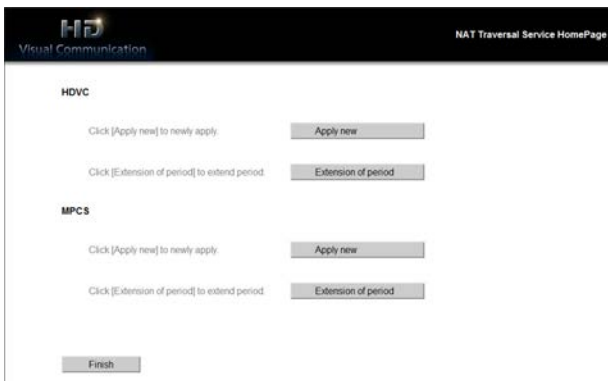 HD
Visual Communication
NAT Traversal Service HomePage
HDVC
Click [Apply new] to newly apply.
Apply new
Click [Extension of period] to extend period.
Extension of period
MPCS
Click [Apply new] to newly apply.
Apply new
Click [Extension of period] to extend period.
Extension of period
Finish